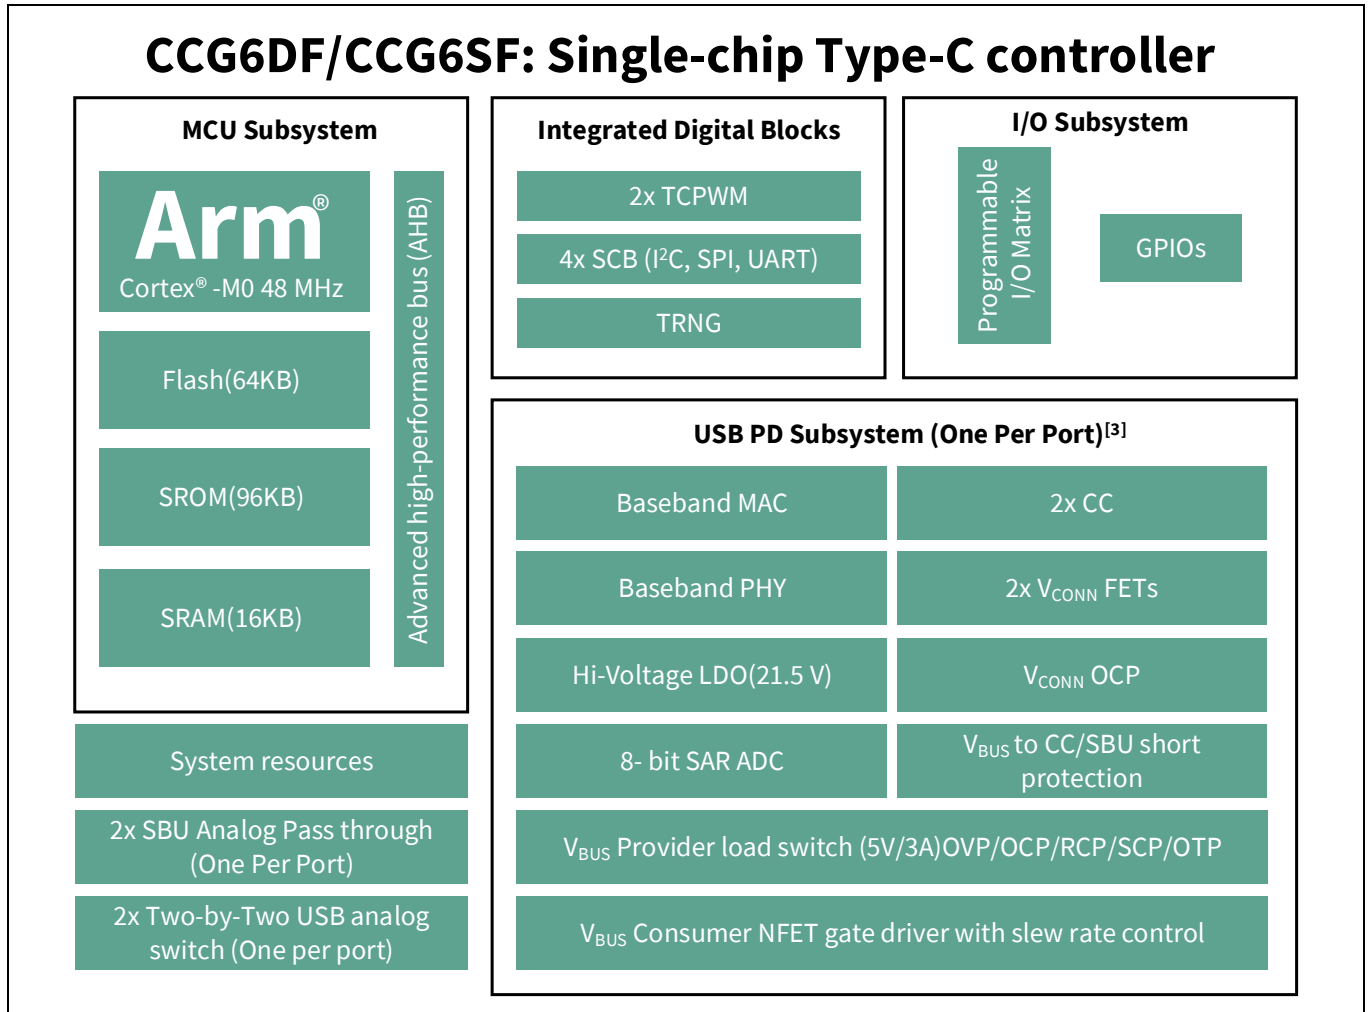 CCG6DF/CCG6SF: Single-chip Type-C controller
MCU Subsystem
Arm®
Cortex® -M0 48 MHz
Flash(64KB)
SROM(96KB)
SRAM(16KB)
Advanced high-performance bus (AHB)
Integrated Digital Blocks
2x TCPWM
4x SCB (I²C, SPI, UART)
TRNG
I/O Subsystem
Programmable
I/O Matrix
GPIOs
System resources
2x SBU Analog Pass through
(One Per Port)
2x Two-by-Two USB analog
switch (One per port)
USB PD Subsystem (One Per Port)[3]
Baseband MAC
2x CC
Baseband PHY
2x VCONN FETs
Hi-Voltage LDO(21.5 V)
VCONN OCP
8- bit SAR ADC
VBUS to CC/SBU short
protection
VBUS Provider load switch (5V/3A)OVP/OCP/RCP/SCP/OTP
VBUS Consumer NFET gate driver with slew rate control